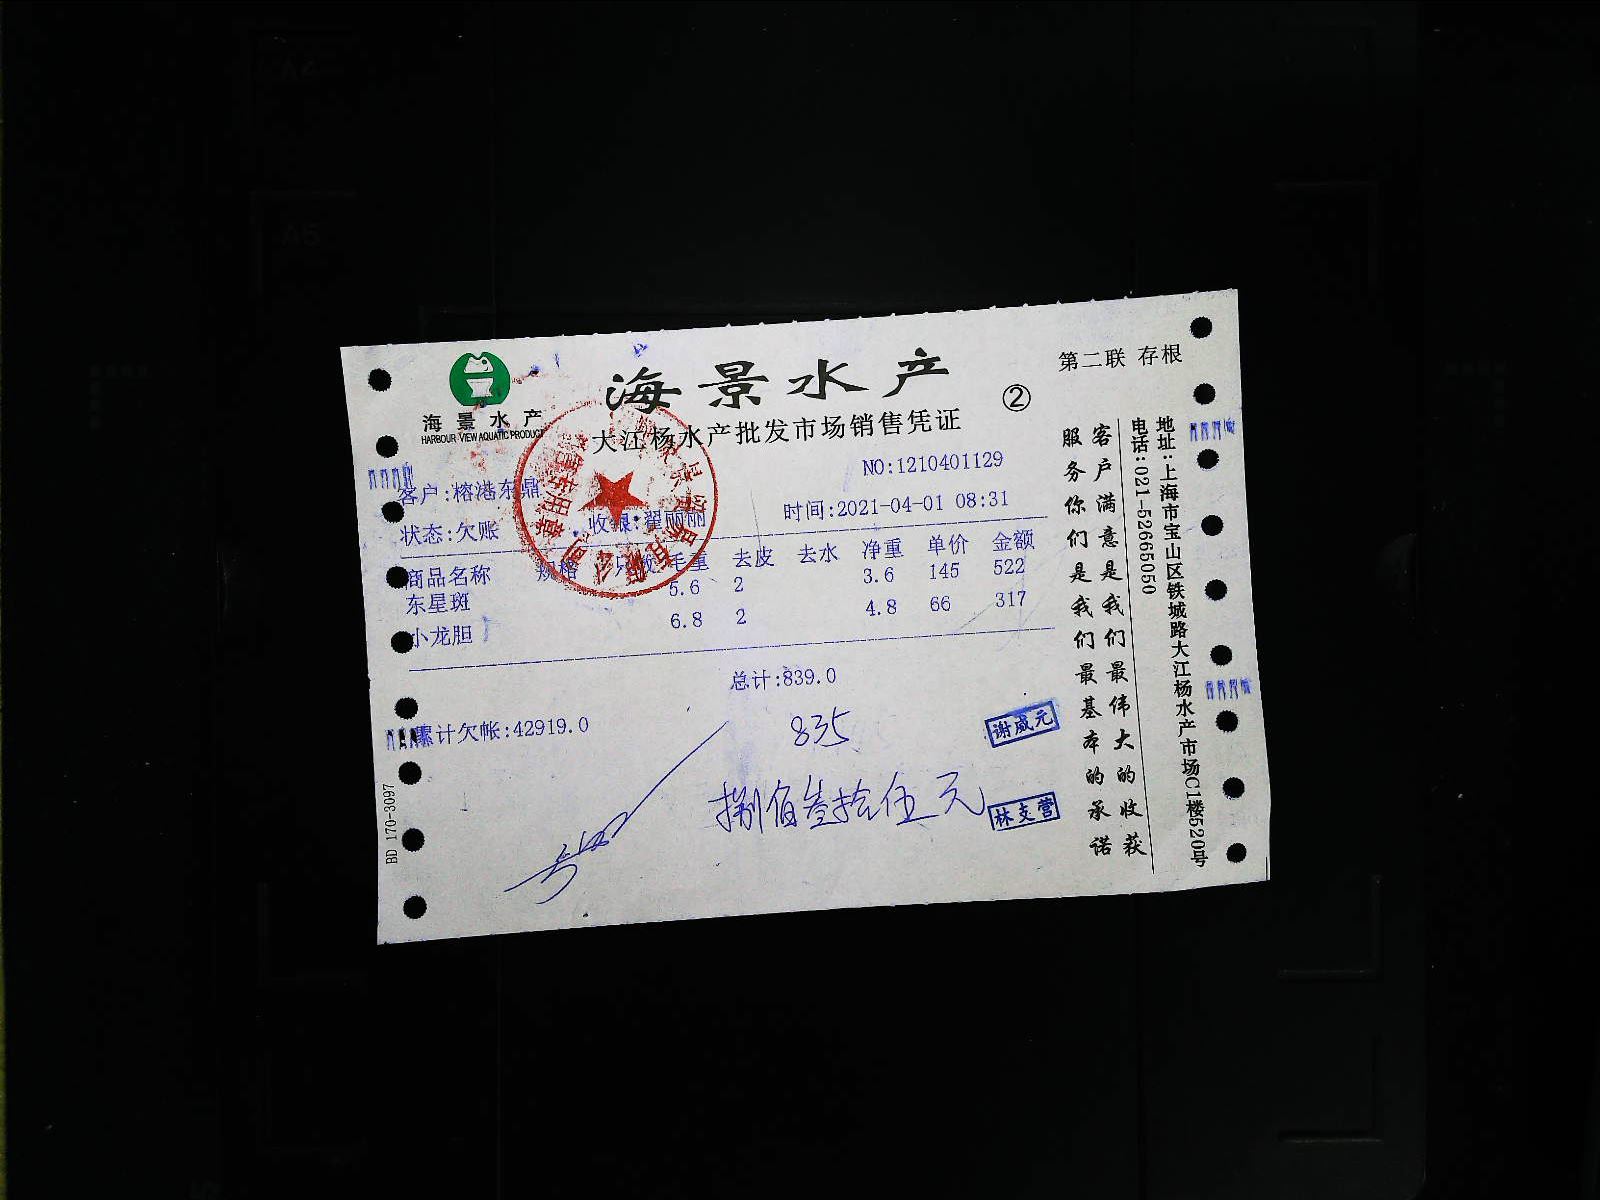 海景水产
HARBOUR VIEW AQUATIC PRODUCT
海景水产
大江杨水产批发市场销售凭证
②
第二联 存根
NO:1210401129
客户:榕港东鼎
时间:2021-04-01 08:31
状态:欠账 收银:翟丽丽
商品名称 规格 只数 毛重 去皮 去水 净重 单价 金额
东星斑 5.6 2 3.6 145 522
小龙胆 6.8 2 4.8 66 317
总计:839.0
累计欠帐:42919.0
835
捌佰叁拾伍元
谢威元
林支营
BD 170-3097
客户满意是我们最伟大的收获
服务你们是我们最基本的承诺
地址:上海市宝山区铁城路大江杨水产市场C1楼520号
电话:021-52665050